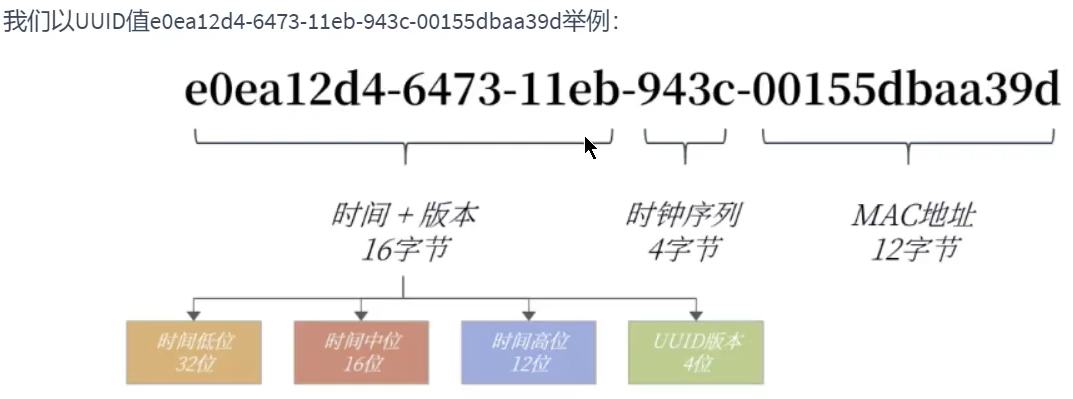 我们以UUID值e0ea12d4-6473-11eb-943c-00155dbaa39d举例：
e0ea12d4-6473-11eb-943c-00155dbaa39d
时间 + 版本
16字节
时钟序列
4字节
MAC地址
12字节
时间低位
32位
时间中位
16位
时间高位
12位
UUID版本
4位